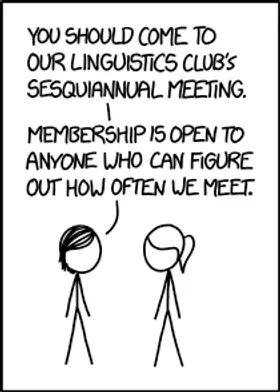 YOU SHOULD COME TO
OUR LINGUISTICS CLUB'S
SESQUIANNUAL MEETING.
MEMBERSHIP IS OPEN TO
ANYONE WHO CAN FIGURE
OUT HOW OFTEN WE MEET.